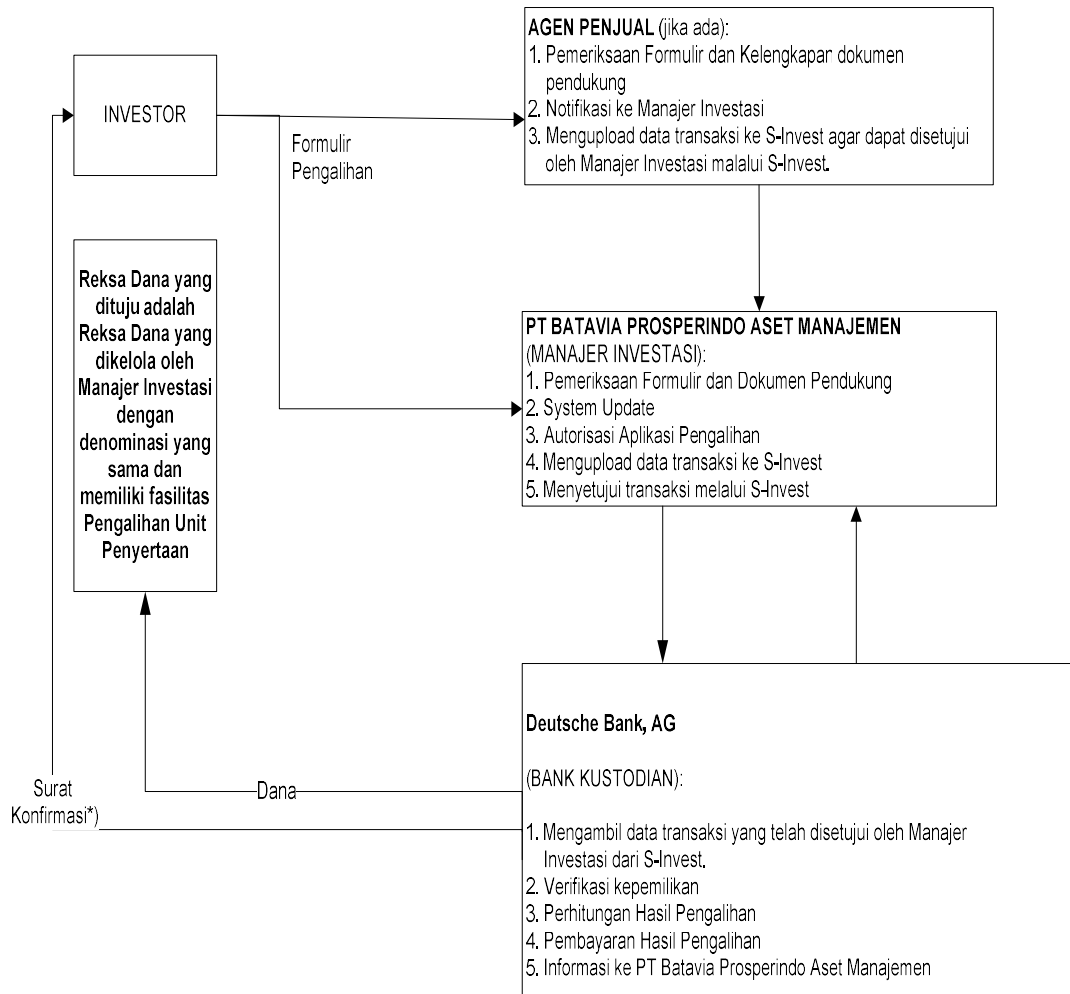 AGEN PENJUAL (jika ada):
1. Pemeriksaan Formulir dan Kelengkapan dokumen
pendukung
2. Notifikasi ke Manajer Investasi
3. Mengupload data transaksi ke S-Invest agar dapat disetujui
oleh Manajer Investasi malalui S-Invest.
INVESTOR
Formulir
Pengalihan
Reksa Dana yang
dituju adalah
Reksa Dana yang
dikelola oleh
Manajer Investasi
dengan
denominasi yang
sama dan
memiliki fasilitas
Pengalihan Unit
Penyertaan
PT BATAVIA PROSPERINDO ASET MANAJEMEN
(MANAJER INVESTASI):
1. Pemeriksaan Formulir dan Dokumen Pendukung
2. System Update
3. Autorisasi Aplikasi Pengalihan
4. Mengupload data transaksi ke S-Invest
5. Menyetujui transaksi melalui S-Invest
Surat
Konfirmasi*)
Dana
Deutsche Bank, AG
(BANK KUSTODIAN):
1. Mengambil data transaksi yang telah disetujui oleh Manajer
Investasi dari S-Invest.
2. Verifikasi kepemilikan
3. Perhitungan Hasil Pengalihan
4. Pembayaran Hasil Pengalihan
5. Informasi ke PT Batavia Prosperindo Aset Manajemen